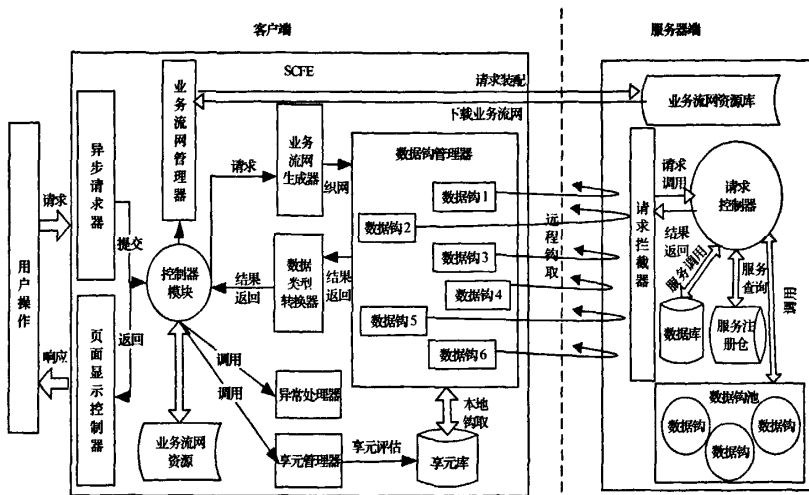 客户端
服务器端
SCFE
请求装配
下载业务流网
业务流网资源库
用户操作
请求
响应
异步请求器
提交
返回
页面显示控制器
业务流网管理器
控制器
模块
请求
业务
流网
生成器
织网
结果
返回
数据
类型
转换器
结果
返回
调用
调用
异常处理器
享元管理器
享元评估
享元库
业务流网
资源
本地
钩取
数据钩管理器
数据钩1
数据钩2
数据钩3
数据钩4
数据钩5
数据钩6
远程钩取
请求拦截器
请求
调用
结果
返回
请求
控制器
服务调用
服务
查询
调用
数据库
服务注
册仓
数据钩池
数据钩
数据钩
数据钩